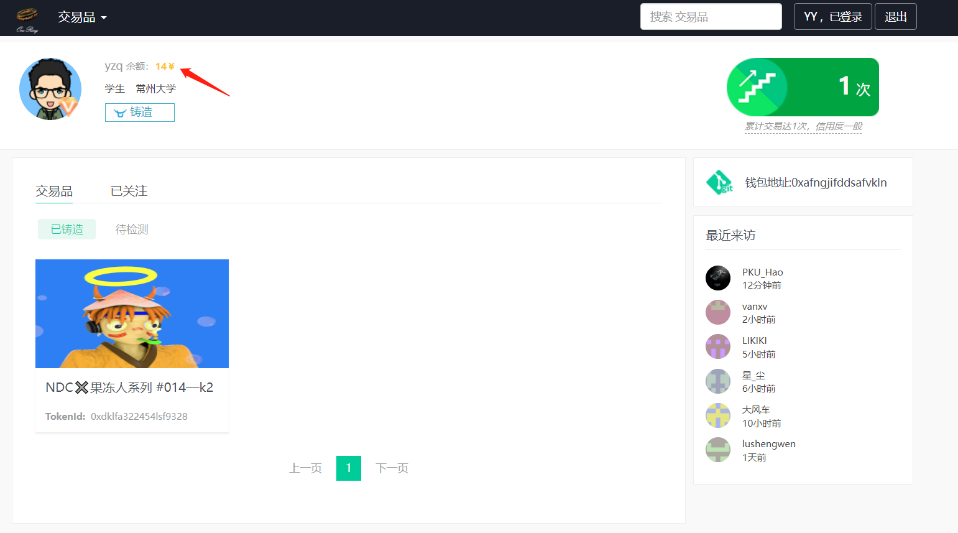 交易品
搜索 交易品
YY，已登录
退出
One Ring
yzq 余额：14¥
学生 常州大学
铸造
1 次
累计交易达1次，信用度一般
交易品
已关注
已铸造
待检测
NDC✖果冻人系列 #014—k2
TokenId: 0xdklfa322454lsf9328
上一页 1 下一页
git
钱包地址:0xafngjifddsafvkln
最近来访
PKU_Hao
12分钟前
vanxv
2小时前
LIKIKI
5小时前
星_尘
6小时前
大风车
10小时前
lushengwen
1天前